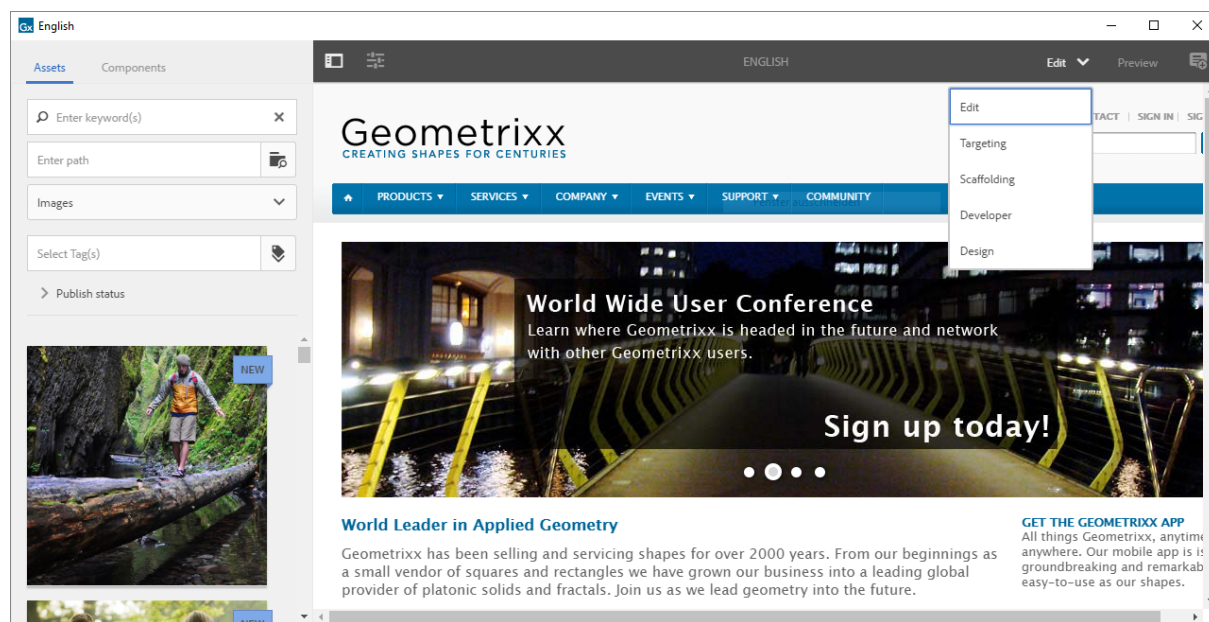 Gx English
Assets Components
Enter keyword(s)
Enter path
Images
Select Tag(s)
Publish status
NEW
NEW
ENGLISH
Edit Preview
Edit
Targeting
Scaffolding
Developer
Design
TACT | SIGN IN | SIG
Geometrixx
CREATING SHAPES FOR CENTURIES
PRODUCTS SERVICES COMPANY EVENTS SUPPORT COMMUNITY
Fenster ausschneiden
World Wide User Conference
Learn where Geometrixx is headed in the future and network
with other Geometrixx users.
Sign up today!
World Leader in Applied Geometry
Geometrixx has been selling and servicing shapes for over 2000 years. From our beginnings as
a small vendor of squares and rectangles we have grown our business into a leading global
provider of platonic solids and fractals. Join us as we lead geometry into the future.
GET THE GEOMETRIXX APP
All things Geometrixx, anytime
anywhere. Our mobile app is is
groundbreaking and remarkab
easy-to-use as our shapes.